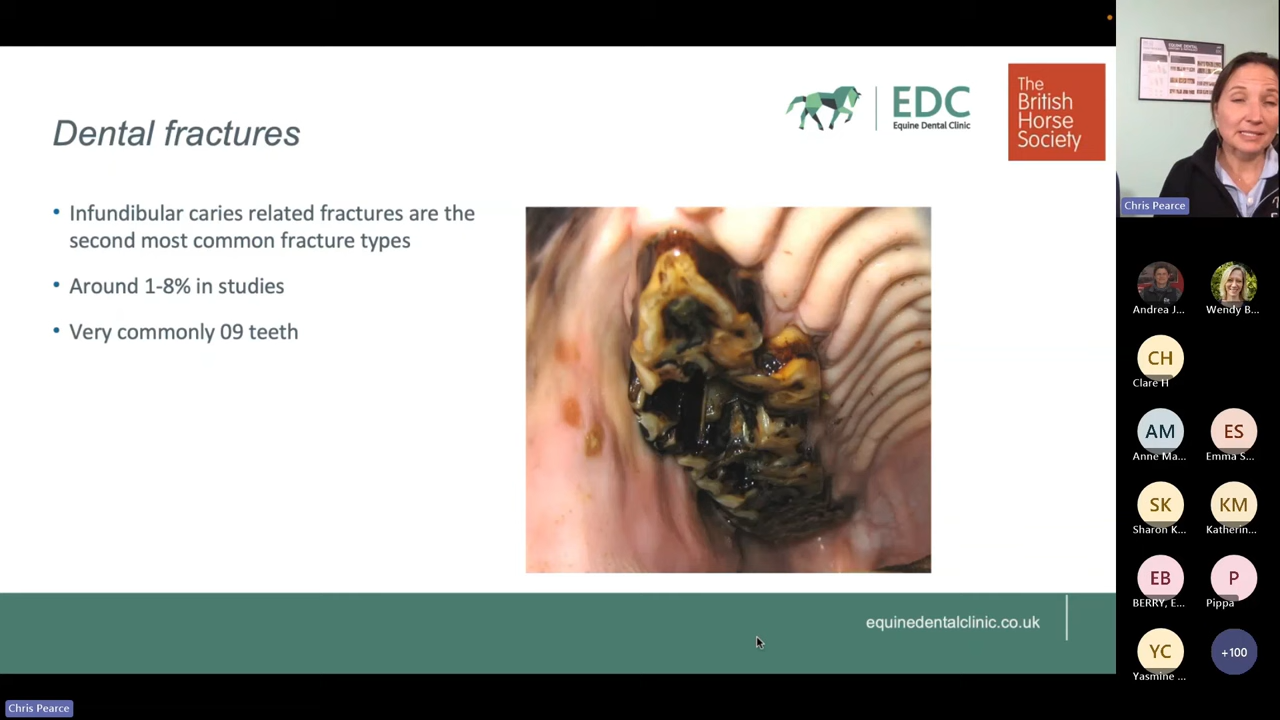 Dental fractures
EDC
Equine Dental Clinic
The
British
Horse
Society
• Infundibular caries related fractures are the
second most common fracture types
• Around 1-8% in studies
• Very commonly 09 teeth
equinedentalclinic.co.uk
Chris Pearce
EQUINE DENTAL
Chris Pearce
Andrea J...
Wendy B...
CH
Clare H
AM
Anne Ma...
ES
Emma S...
SK
Sharon K...
KM
Katherin...
EB
BERRY, E...
P
Pippa
YC
Yasmine ...
+100